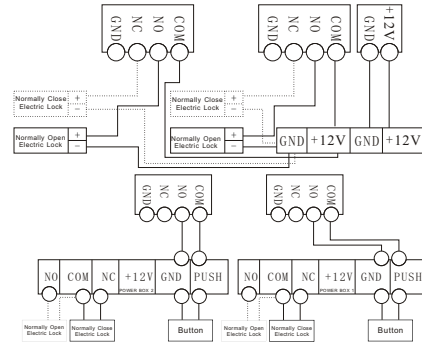 GND NC NO COM
GND NC NO COM
GND +12V
Normally Close
Electric Lock
+
−
Normally Close
Electric Lock
+
−
Normally Open
Electric Lock
+
−
Normally Open
Electric Lock
+
−
GND +12V GND +12V
GND NC NO COM
GND NC NO COM
NO COM NC +12V GND PUSH
POWER BOX 2
NO COM NC +12V GND PUSH
POWER BOX 1
Normally Open
Electric Lock
Normally Close
Electric Lock
Button
Normally Open
Electric Lock
Normally Close
Electric Lock
Button